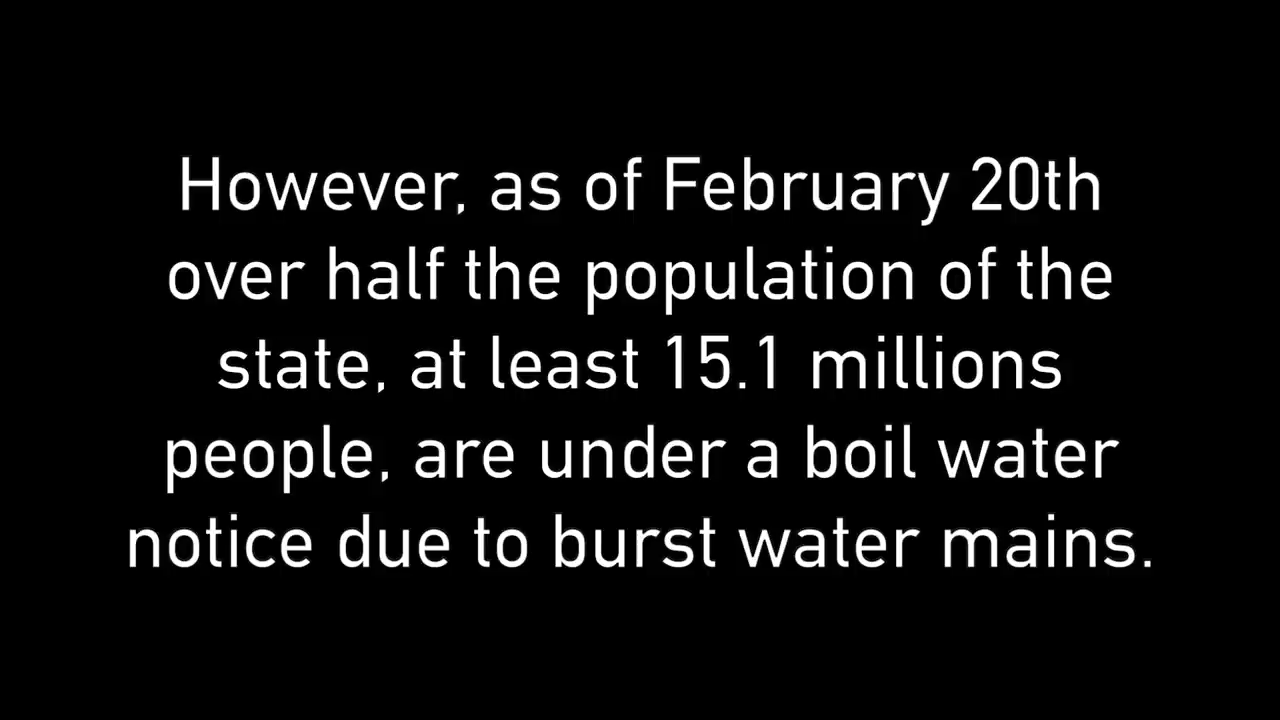 However, as of February 20th
over half the population of the
state, at least 15.1 millions
people, are under a boil water
notice due to burst water mains.